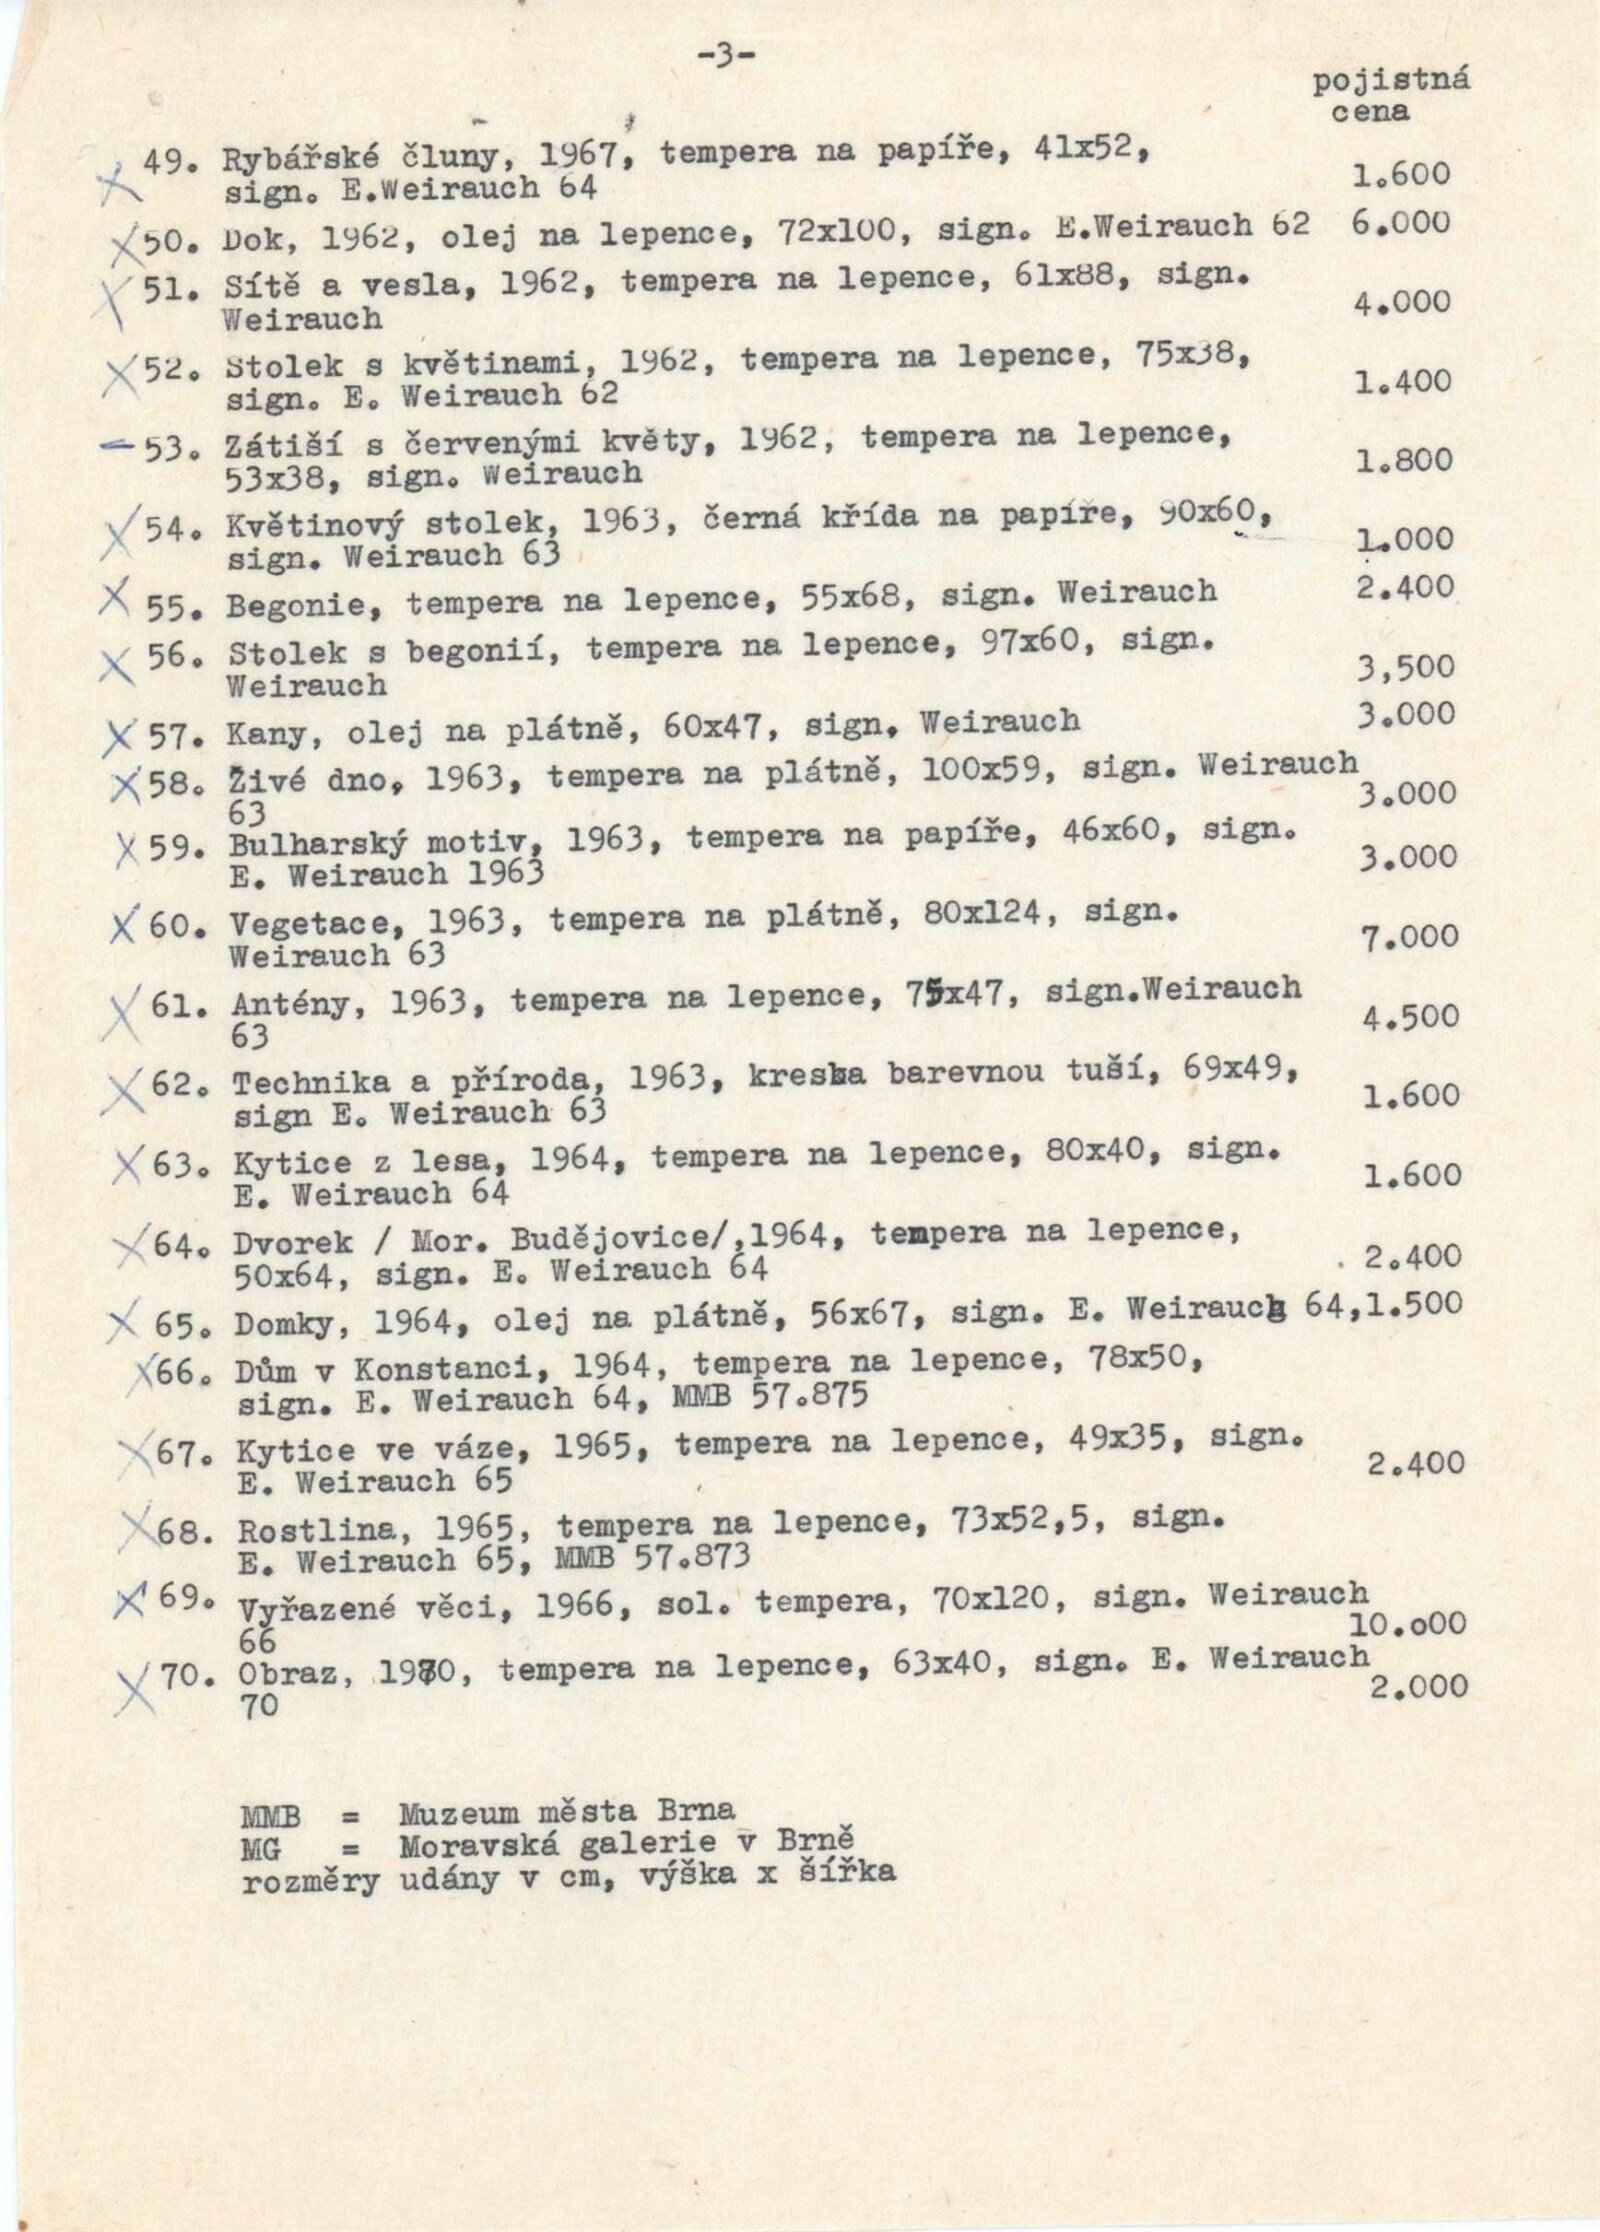 -3-
pojistná
cena
49. Rybářské čluny, 1967, tempera na papíře, 41x52,
sign. E.Weirauch 64 1.600
50. Dok, 1962, olej na lepence, 72x100, sign. E.Weirauch 62 6.000
51. Sítě a vesla, 1962, tempera na lepence, 61x88, sign.
Weirauch 4.000
52. Stolek s květinami, 1962, tempera na lepence, 75x38,
sign. E. Weirauch 62 1.400
53. Zátiší s červenými květy, 1962, tempera na lepence,
53x38, sign. Weirauch 1.800
54. Květinový stolek, 1963, černá křída na papíře, 90x60,
sign. Weirauch 63 1.000
55. Begonie, tempera na lepence, 55x68, sign. Weirauch 2.400
56. Stolek s begonií, tempera na lepence, 97x60, sign.
Weirauch 3,500
57. Kany, olej na plátně, 60x47, sign. Weirauch 3.000
58. Živé dno, 1963, tempera na plátně, 100x59, sign. Weirauch
63 3.000
59. Bulharský motiv, 1963, tempera na papíře, 46x60, sign.
E. Weirauch 1963 3.000
60. Vegetace, 1963, tempera na plátně, 80x124, sign.
Weirauch 63 7.000
61. Antény, 1963, tempera na lepence, 75x47, sign.Weirauch
63 4.500
62. Technika a příroda, 1963, kresba barevnou tuší, 69x49,
sign E. Weirauch 63 1.600
63. Kytice z lesa, 1964, tempera na lepence, 80x40, sign.
E. Weirauch 64 1.600
64. Dvorek / Mor. Budějovice/,1964, tempera na lepence,
50x64, sign. E. Weirauch 64 2.400
65. Domky, 1964, olej na plátně, 56x67, sign. E. Weirauch 64,1.500
66. Dům v Konstanci, 1964, tempera na lepence, 78x50,
sign. E. Weirauch 64, MMB 57.875
67. Kytice ve váze, 1965, tempera na lepence, 49x35, sign.
E. Weirauch 65 2.400
68. Rostlina, 1965, tempera na lepence, 73x52,5, sign.
E. Weirauch 65, MMB 57.873
69. Vyřazené věci, 1966, sol. tempera, 70x120, sign. Weirauch
66 10.000
70. Obraz, 1970, tempera na lepence, 63x40, sign. E. Weirauch
70 2.000
MMB = Muzeum města Brna
MG = Moravská galerie v Brně
rozměry udány v cm, výška x šířka